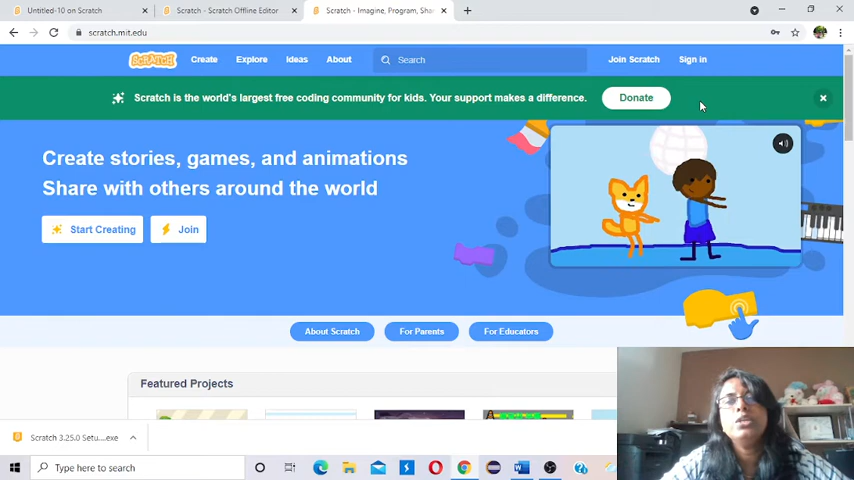 Untitled-10 on Scratch
Scratch - Scratch Offline Editor
Scratch - Imagine, Program, Sha
scratch.mit.edu
SCRATCH
Create
Explore
Ideas
About
Search
Join Scratch
Sign in
Scratch is the world's largest free coding community for kids. Your support makes a difference.
Donate
Create stories, games, and animations
Share with others around the world
Start Creating
Join
About Scratch
For Parents
For Educators
Featured Projects
Scratch 3.25.0 Setu....exe
Type here to search